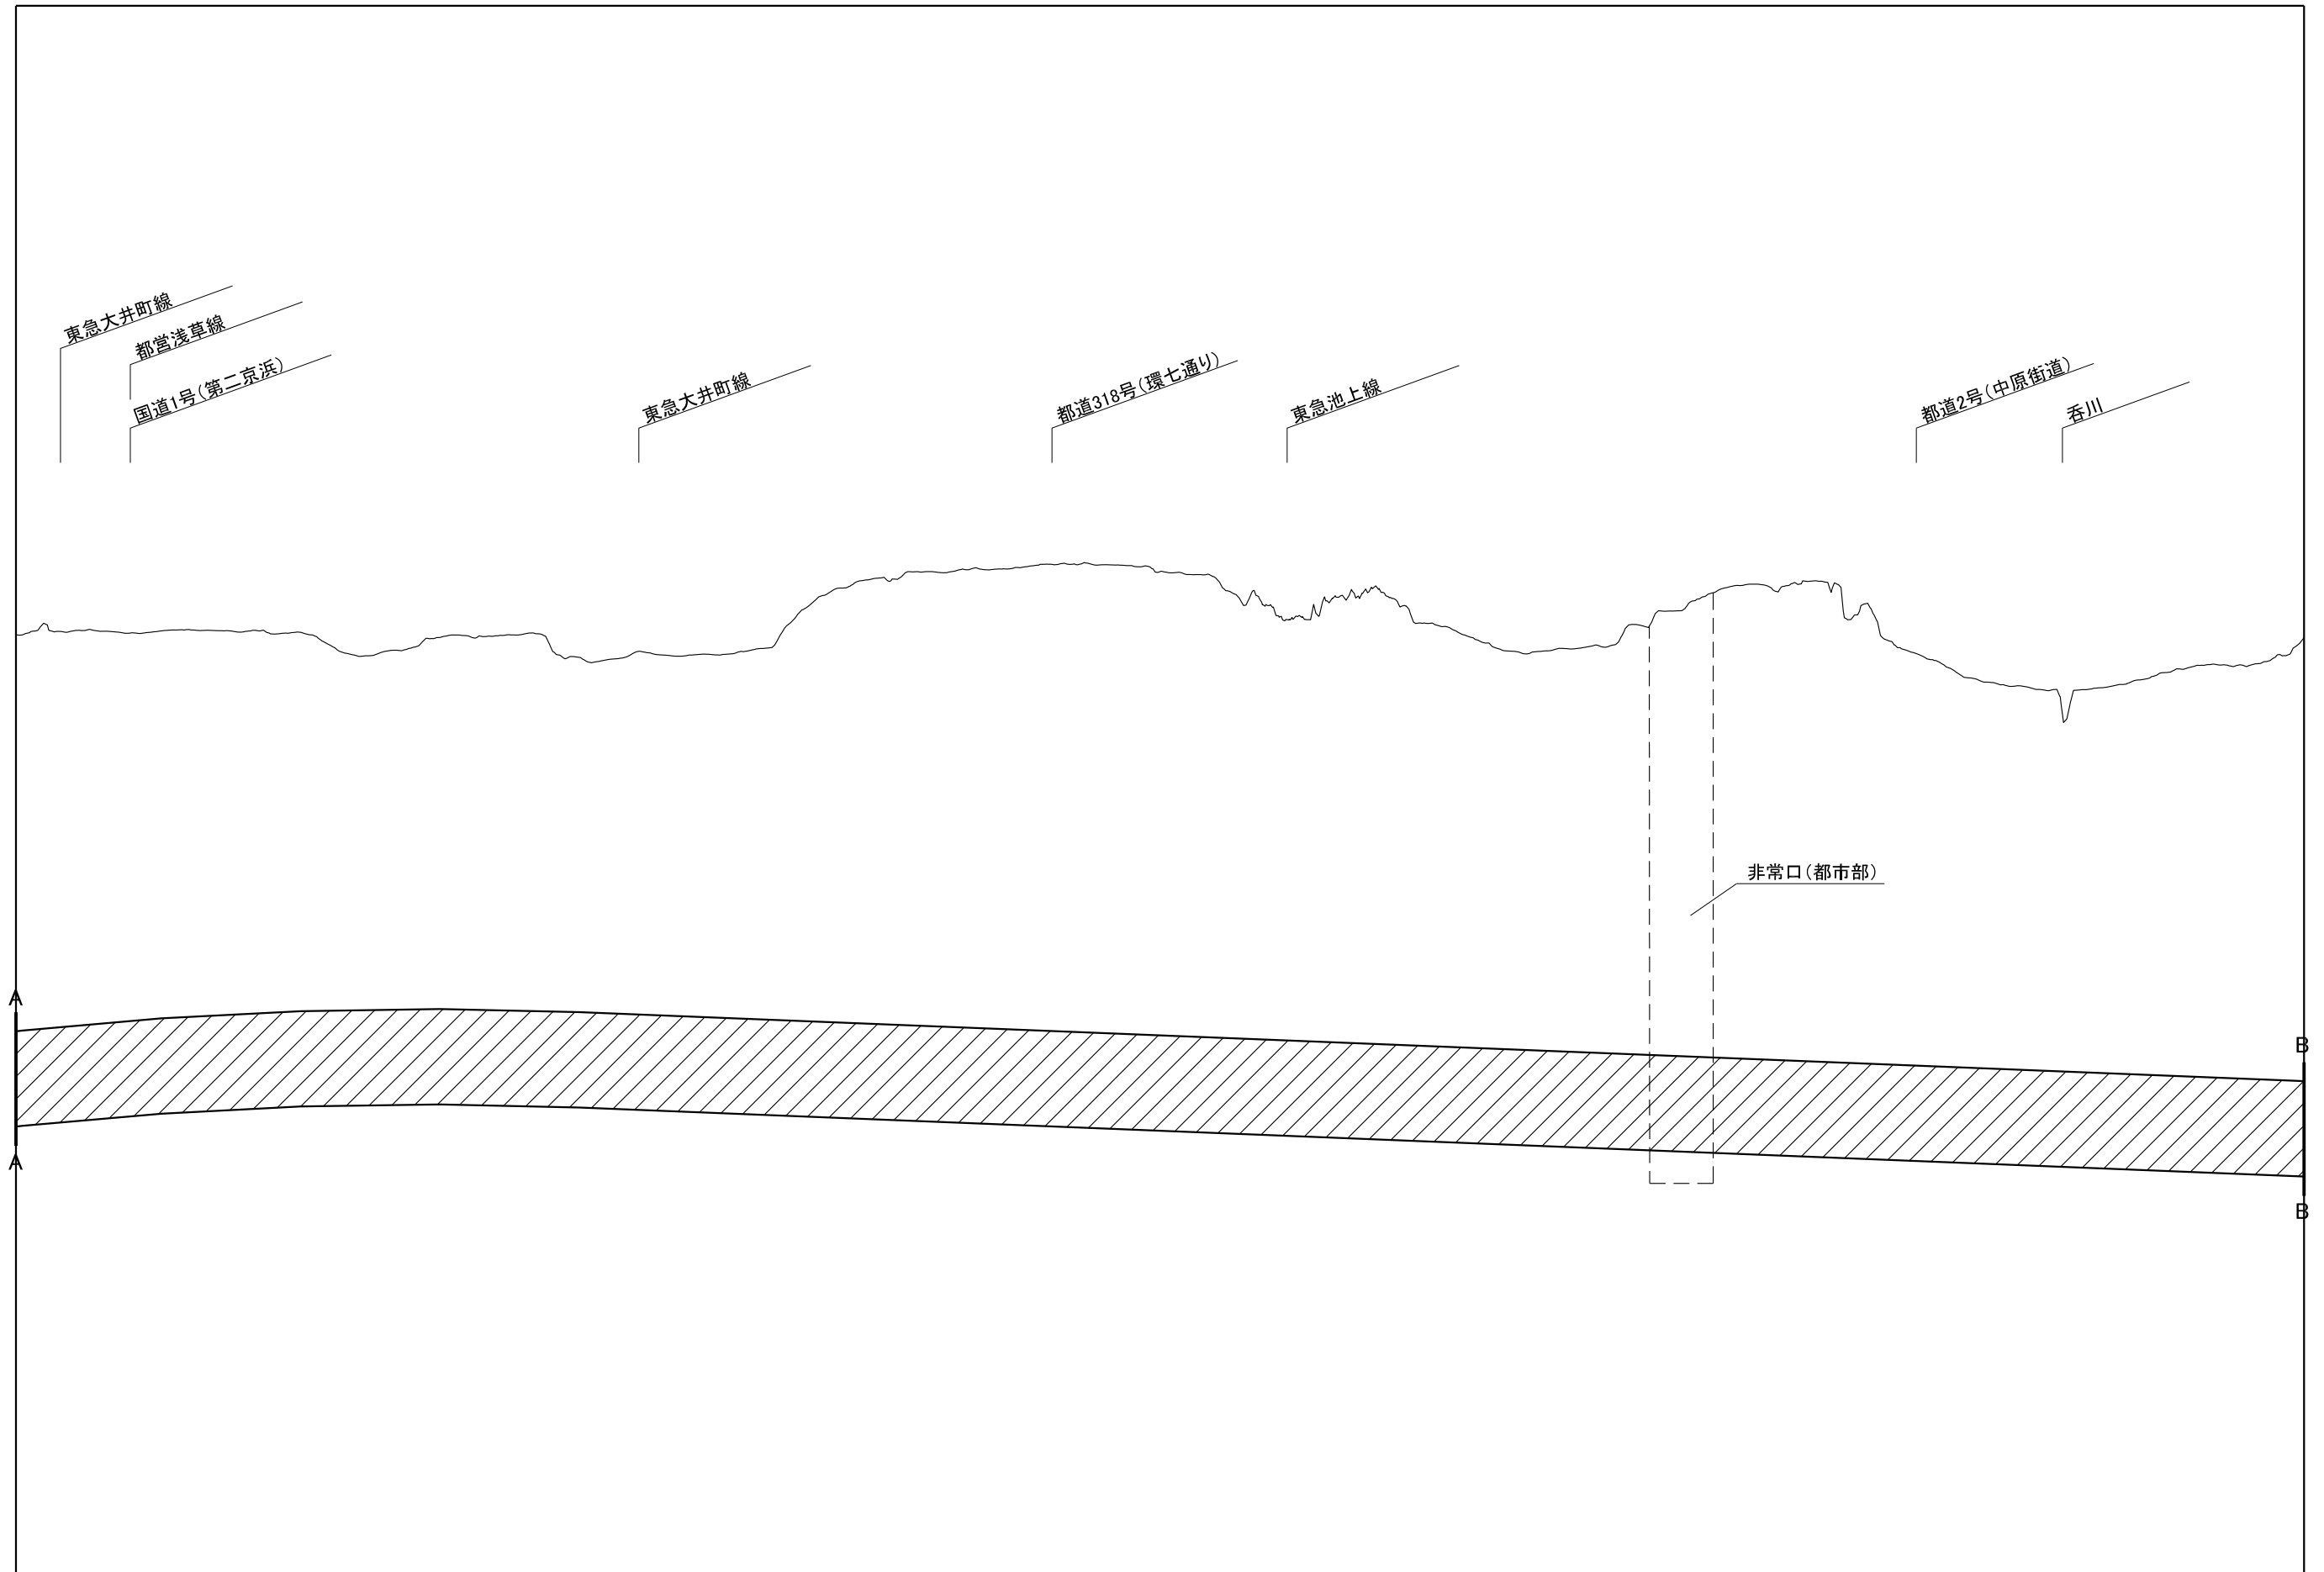 東急大井町線
都営浅草線
国道1号(第二京浜)
東急大井町線
都道318号(環七通り)
東急池上線
都道2号(中原街道)
呑川
非常口(都市部)
A
B
A
B